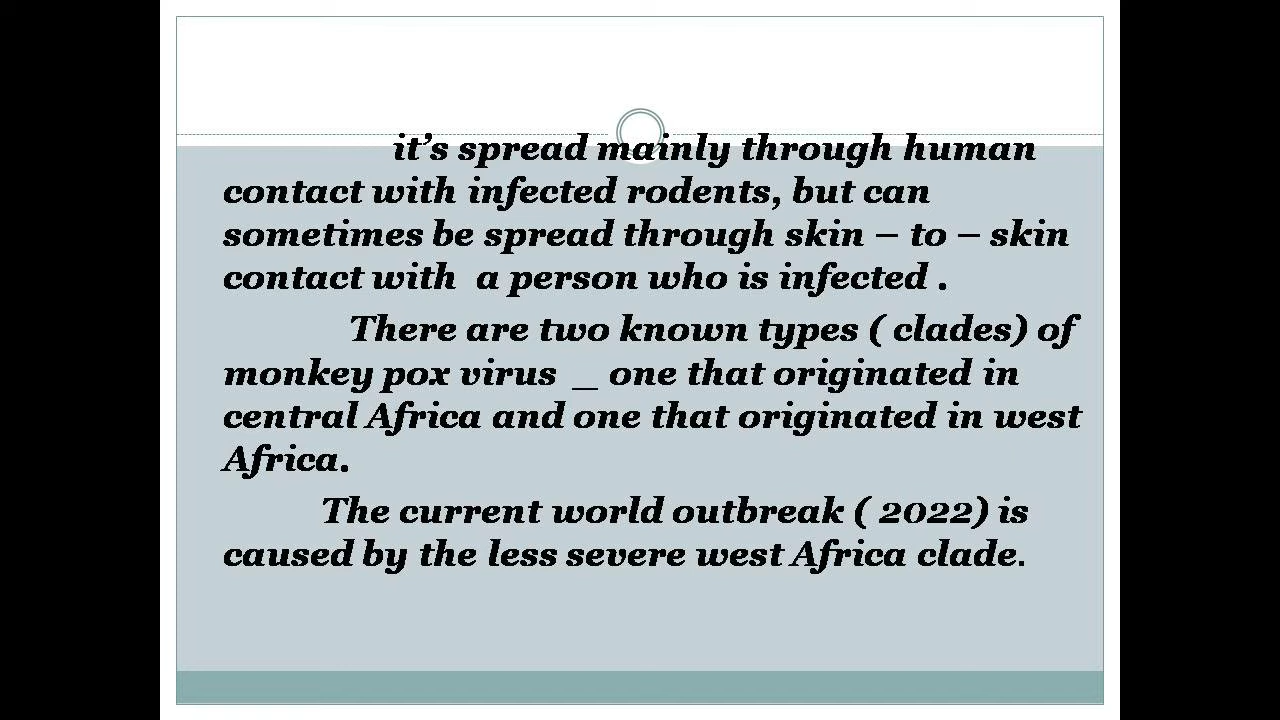 it's spread mainly through human
contact with infected rodents, but can
sometimes be spread through skin – to – skin
contact with  a person who is infected .
There are two known types ( clades) of
monkey pox virus  _ one that originated in
central Africa and one that originated in west
Africa.
The current world outbreak ( 2022) is
caused by the less severe west Africa clade.